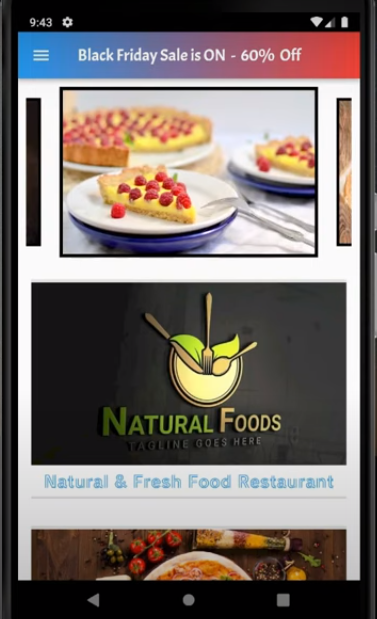 9:43
Black Friday Sale is ON - 60% Off
NATURAL FOODS
TAGLINE GOES HERE
Natural & Fresh Food Restaurant